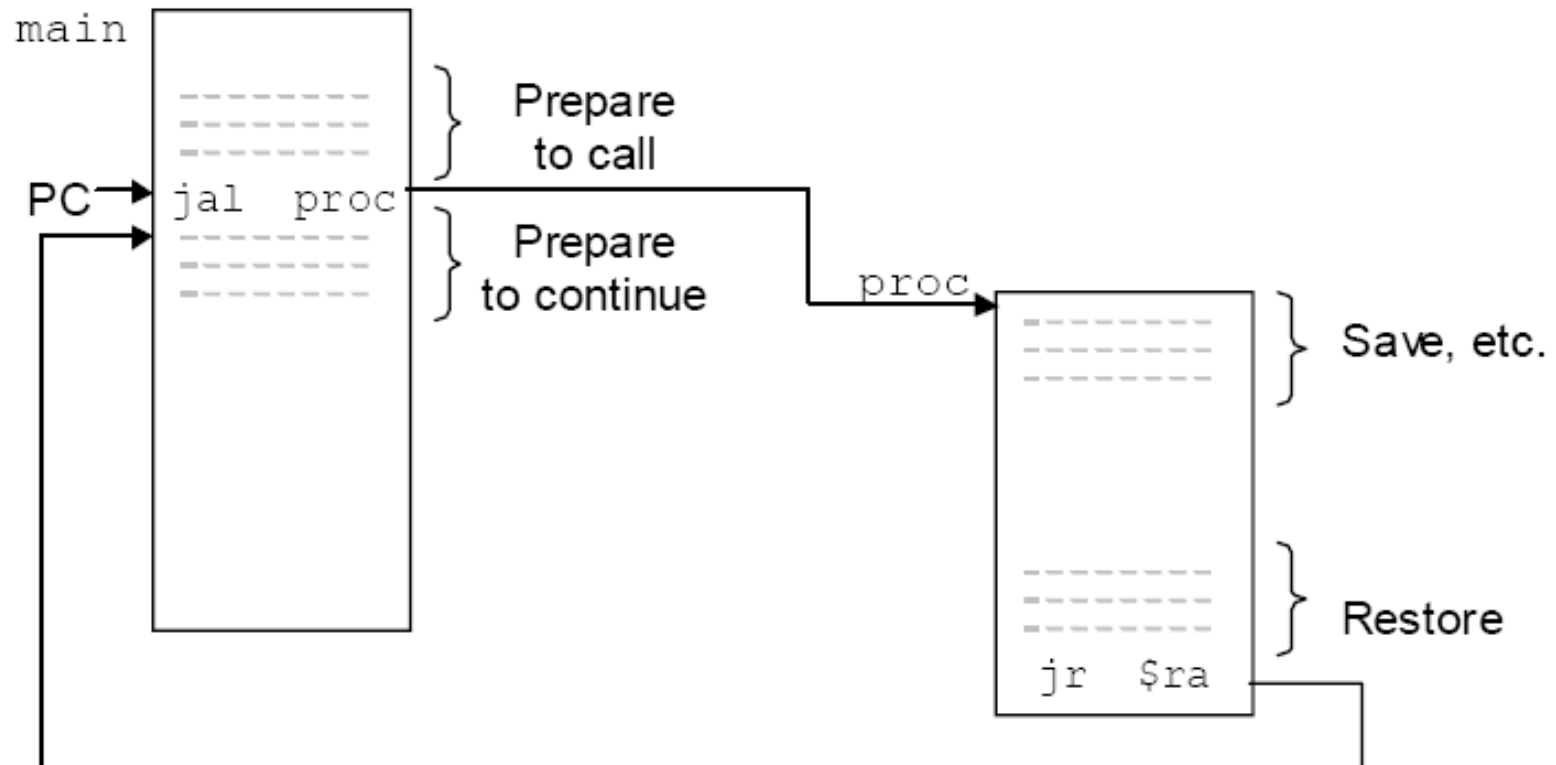 main
Prepare
to call
PC
jal proc
Prepare
to continue
proc
Save, etc.
Restore
jr $ra